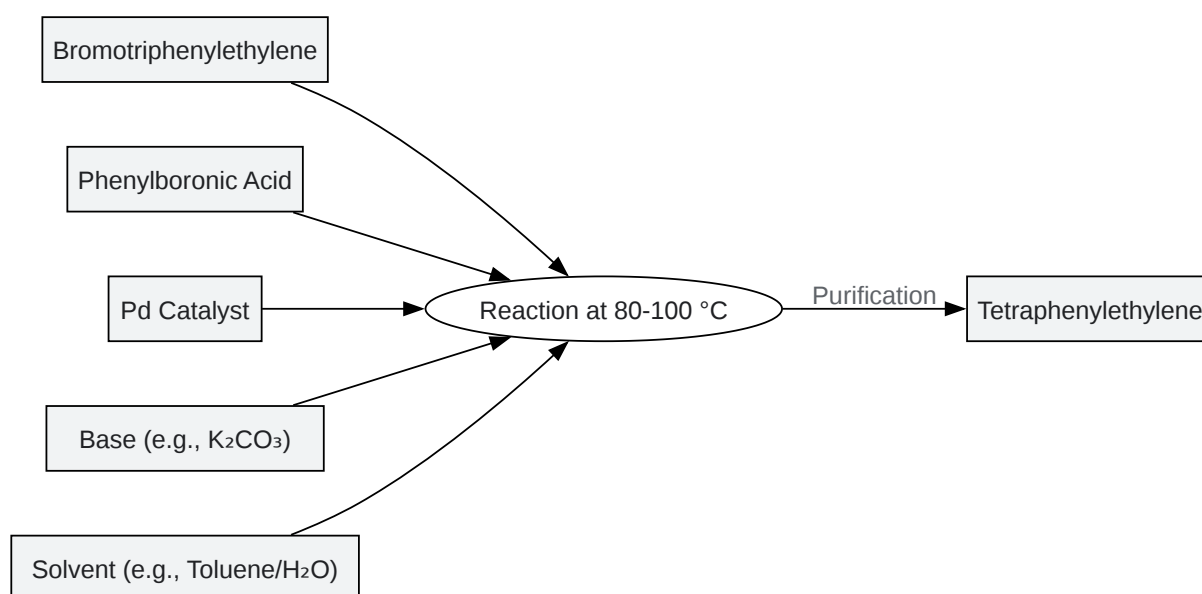 Bromotriphenylethylene
Phenylboronic Acid
Pd Catalyst
Base (e.g., K₂CO₃)
Solvent (e.g., Toluene/H₂O)
Reaction at 80-100 °C
Purification
Tetraphenylethylene